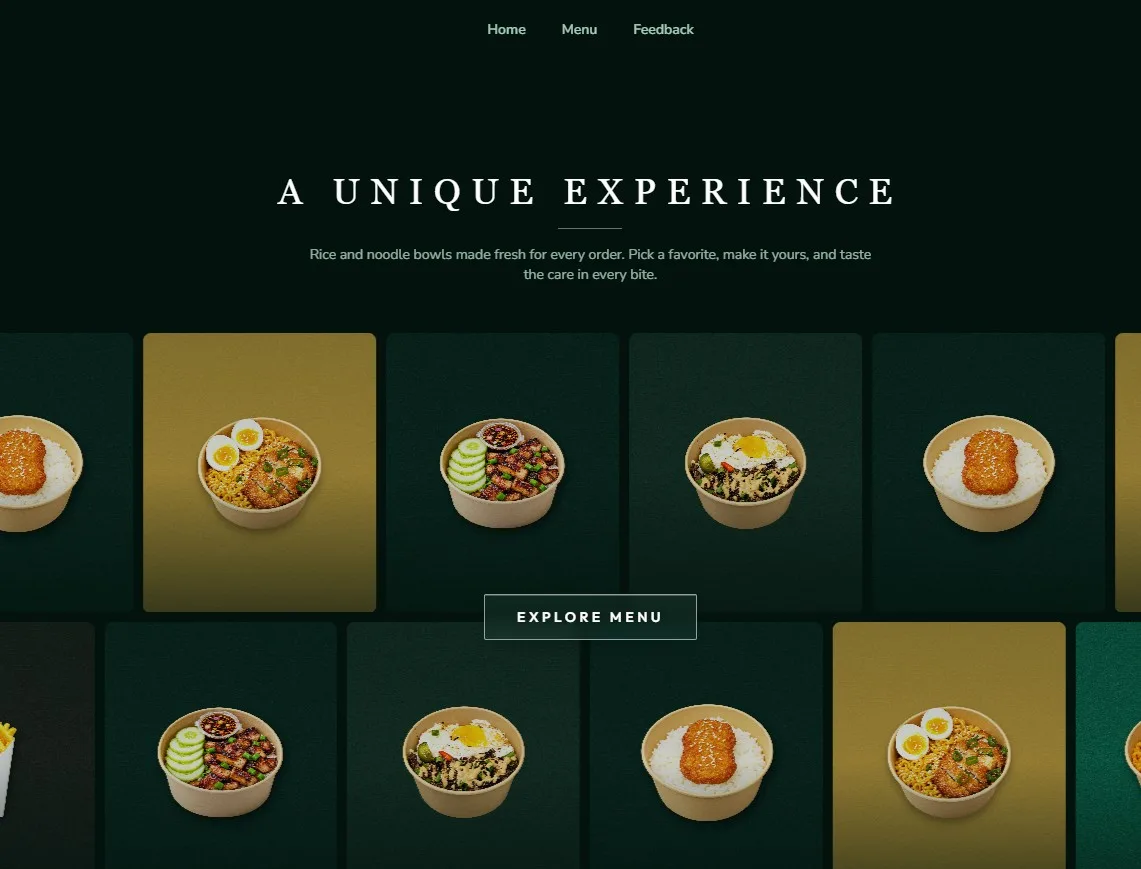 Home Menu Feedback
A UNIQUE EXPERIENCE
Rice and noodle bowls made fresh for every order. Pick a favorite, make it yours, and taste
the care in every bite.
EXPLORE MENU